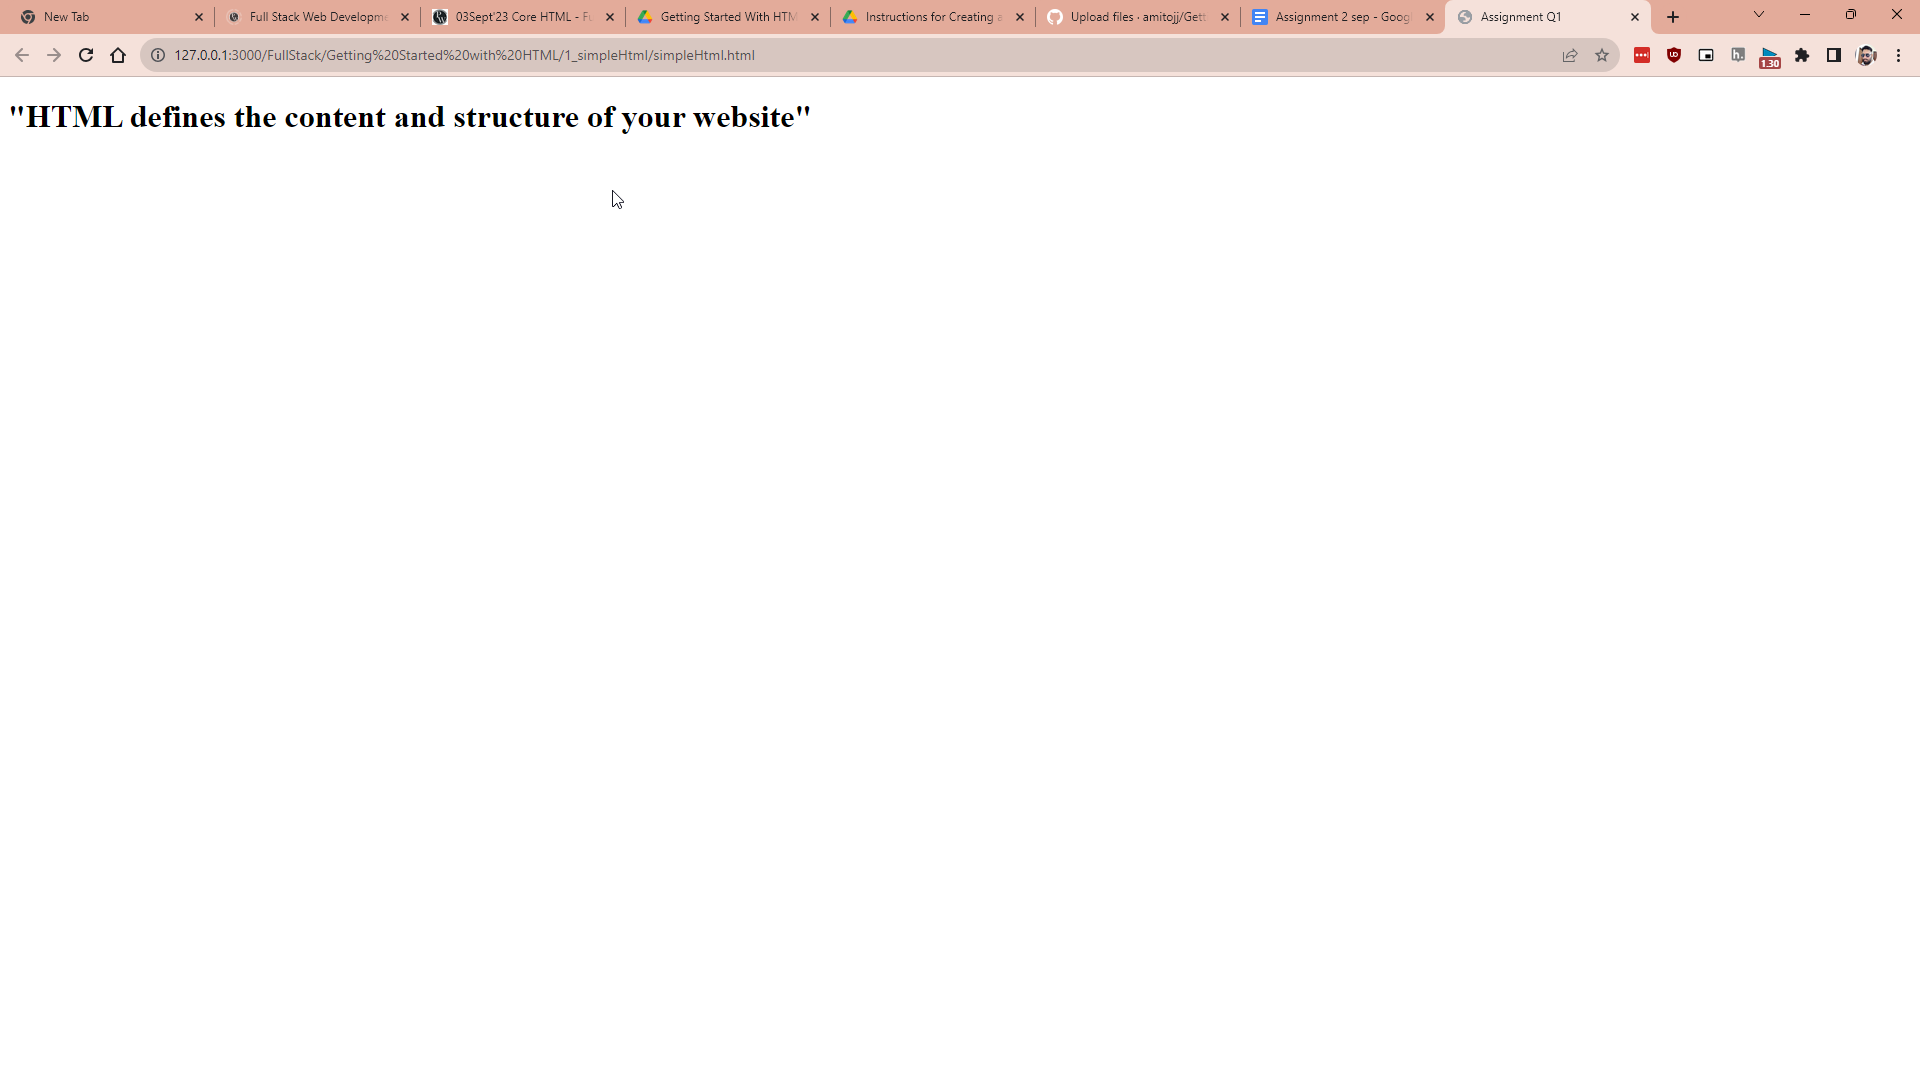 New Tab
Full Stack Web Developme
03Sept'23 Core HTML - Fu
Getting Started With HTM
Instructions for Creating a
Upload files · amitojj/Gett
Assignment 2 sep - Goog
Assignment Q1
127.0.0.1:3000/FullStack/Getting%20Started%20with%20HTML/1_simpleHtml/simpleHtml.html
h.
1.30
"HTML defines the content and structure of your website"